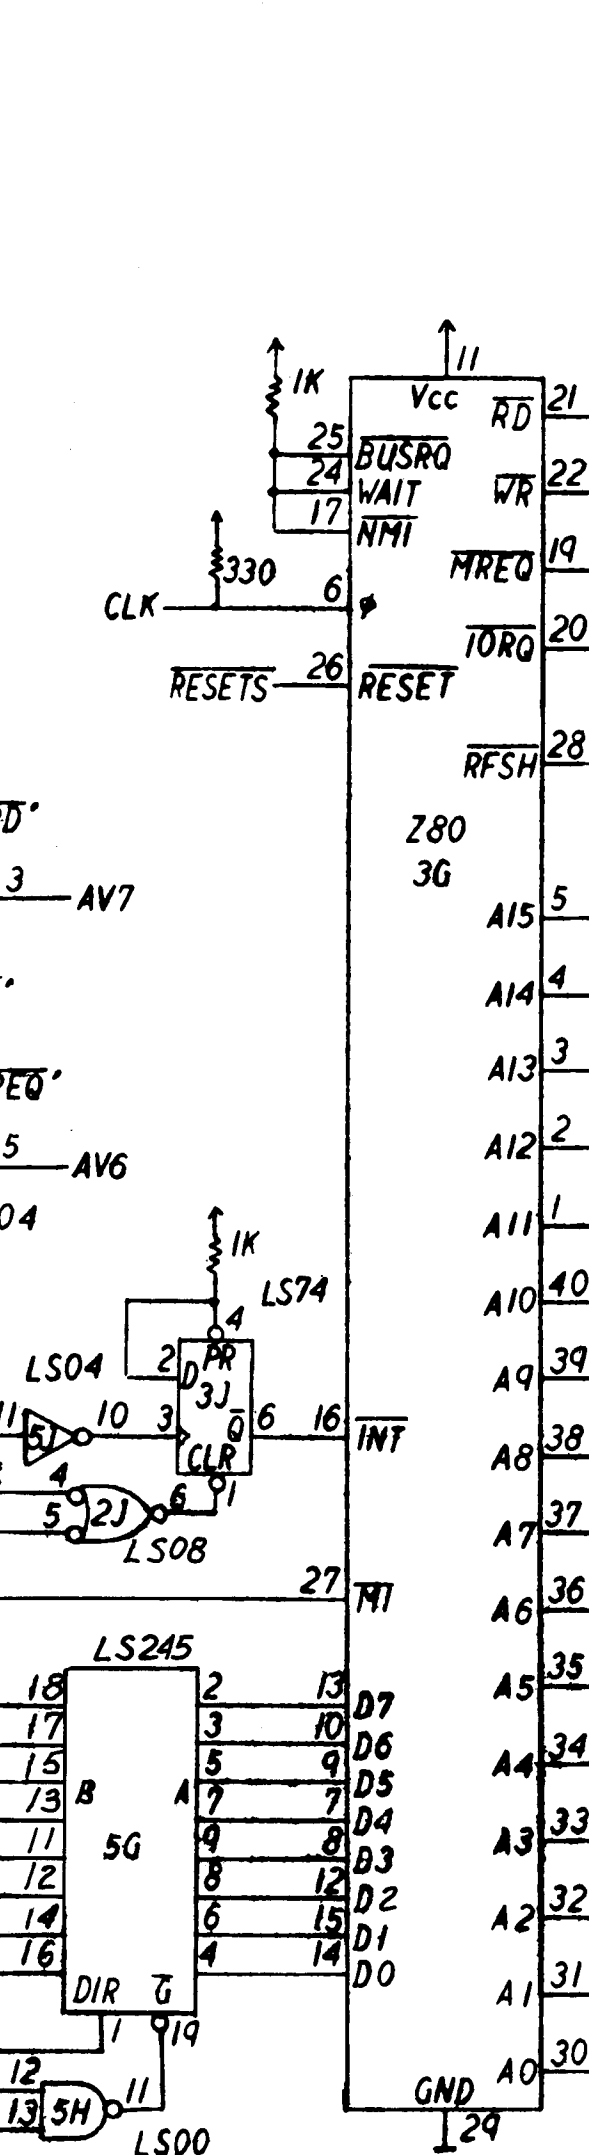 11
1K
Vcc
RD 21
25 BUSRQ
24 WAIT
WR 22
17 NMI
330
MREQ 19
CLK 6 ϕ
IORQ 20
RESETS 26 RESET
RFSH 28
Z80
3G
3 AV7
A15 5
A14 4
A13 3
5 AV6
A12 2
04
A11 1
1K
LS74
A10 40
4
PR
2 D
3J
LS04
A9 39
11 5J 10 3 Q 6 16 INT
CLR
A8 38
4
5 2J 6 1
LS08
A7 37
27 M1
A6 36
LS245
A5 35
18 2 13 D7
17 3 10 D6
15 5 9 D5
A4 34
13 B A 7 7 D4
11 5G 9 8 D3
A3 33
12 8 12 D2
A2 32
14 6 15 D1
16 4 14 D0
DIR G
A1 31
1 19
12
13 5H 11
A0 30
LS00
GND
29